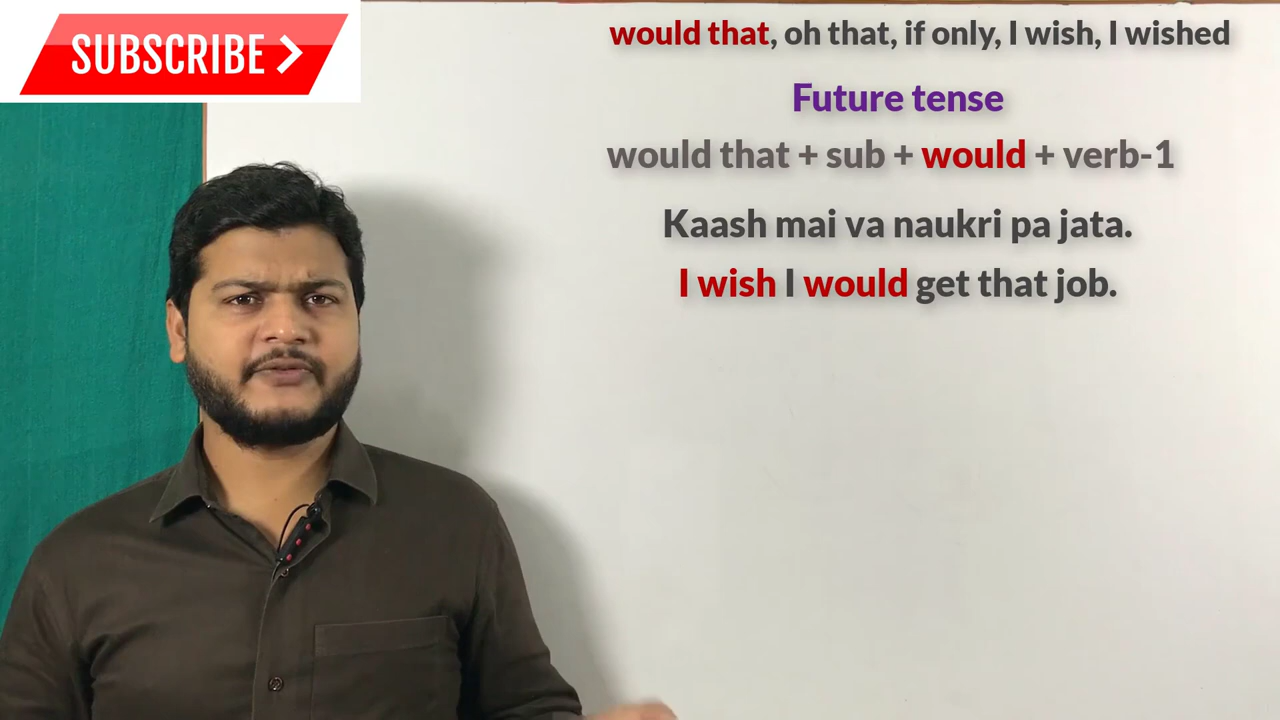 SUBSCRIBE
would that, oh that, if only, I wish, I wished
Future tense
would that + sub + would + verb-1
Kaash mai va naukri pa jata.
I wish I would get that job.